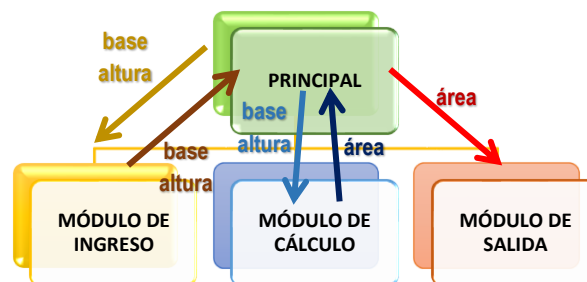 base
altura
PRINCIPAL
área
base
altura
base
altura
área
MÓDULO DE
INGRESO
MÓDULO DE
CÁLCULO
MÓDULO DE
SALIDA